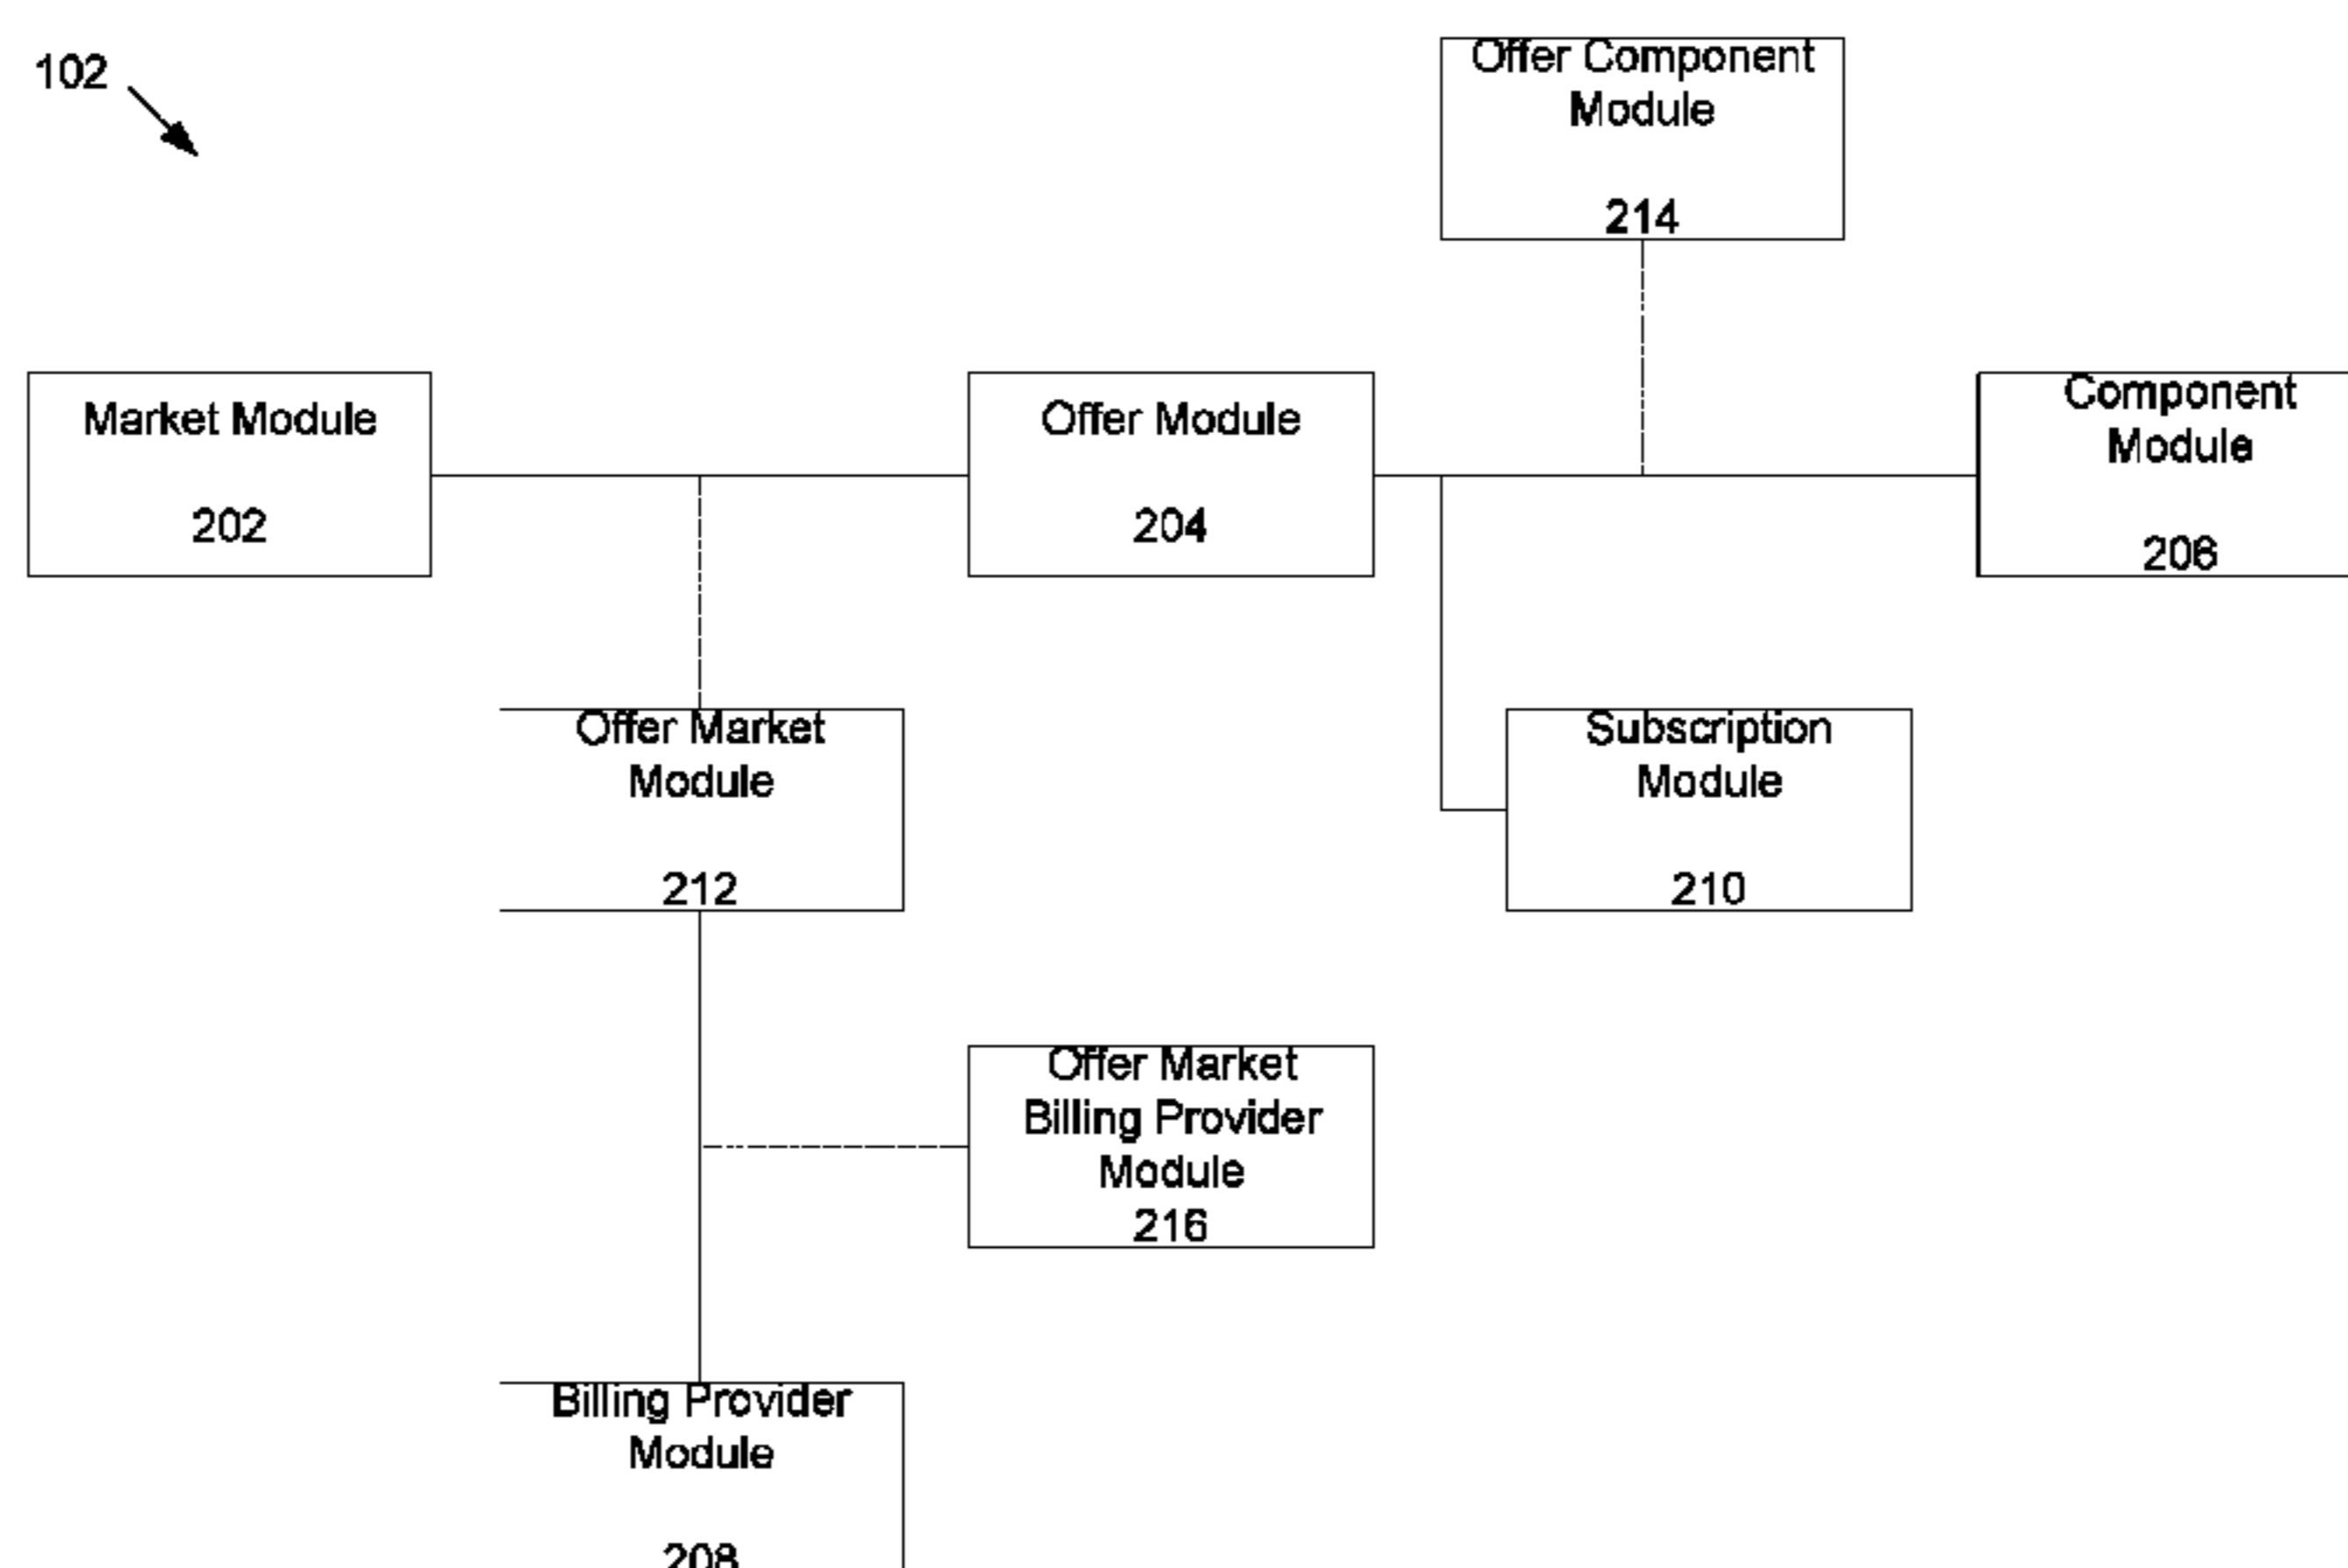 102
Offer Component
Module
214
Market Module
202
Offer Module
204
Component
Module
206
Offer Market
Module
212
Subscription
Module
210
Offer Market
Billing Provider
Module
216
Billing Provider
Module
208